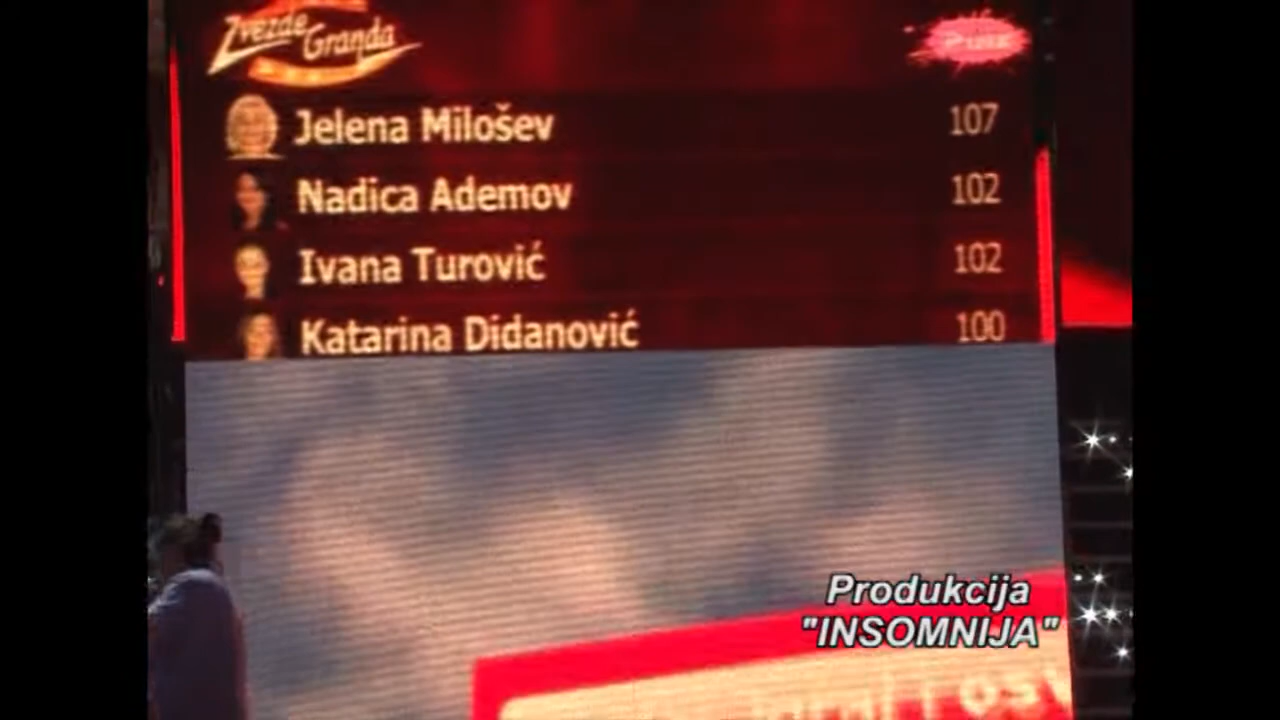 Zvezde
Granda
Jelena Milošev 107
Nadica Ademov 102
Ivana Turović 102
Katarina Didanović 100
Produkcija
"INSOMNIJA"